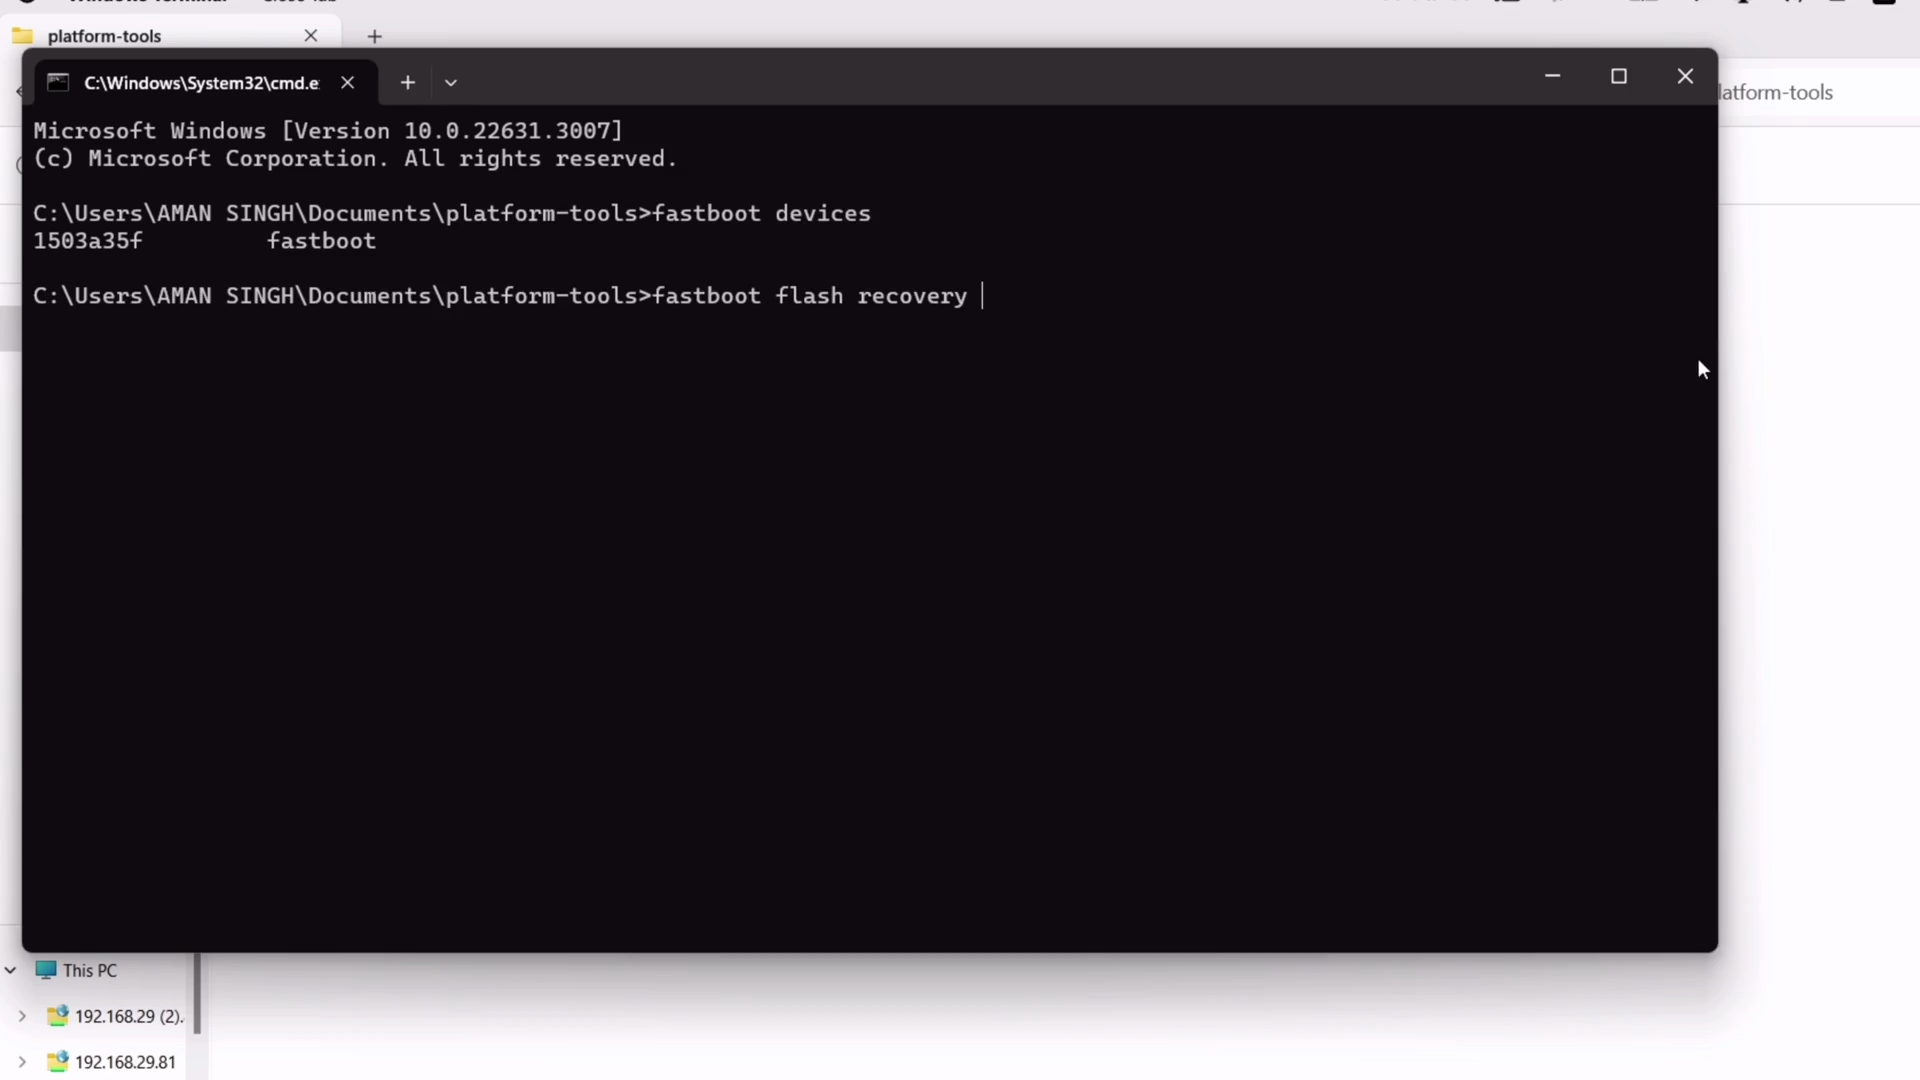 platform-tools
C:\Windows\System32\cmd.e
latform-tools
Microsoft Windows [Version 10.0.22631.3007]
(c) Microsoft Corporation. All rights reserved.
C:\Users\AMAN SINGH\Documents\platform-tools>fastboot devices
1503a35f fastboot
C:\Users\AMAN SINGH\Documents\platform-tools>fastboot flash recovery
This PC
192.168.29 (2).
192.168.29.81